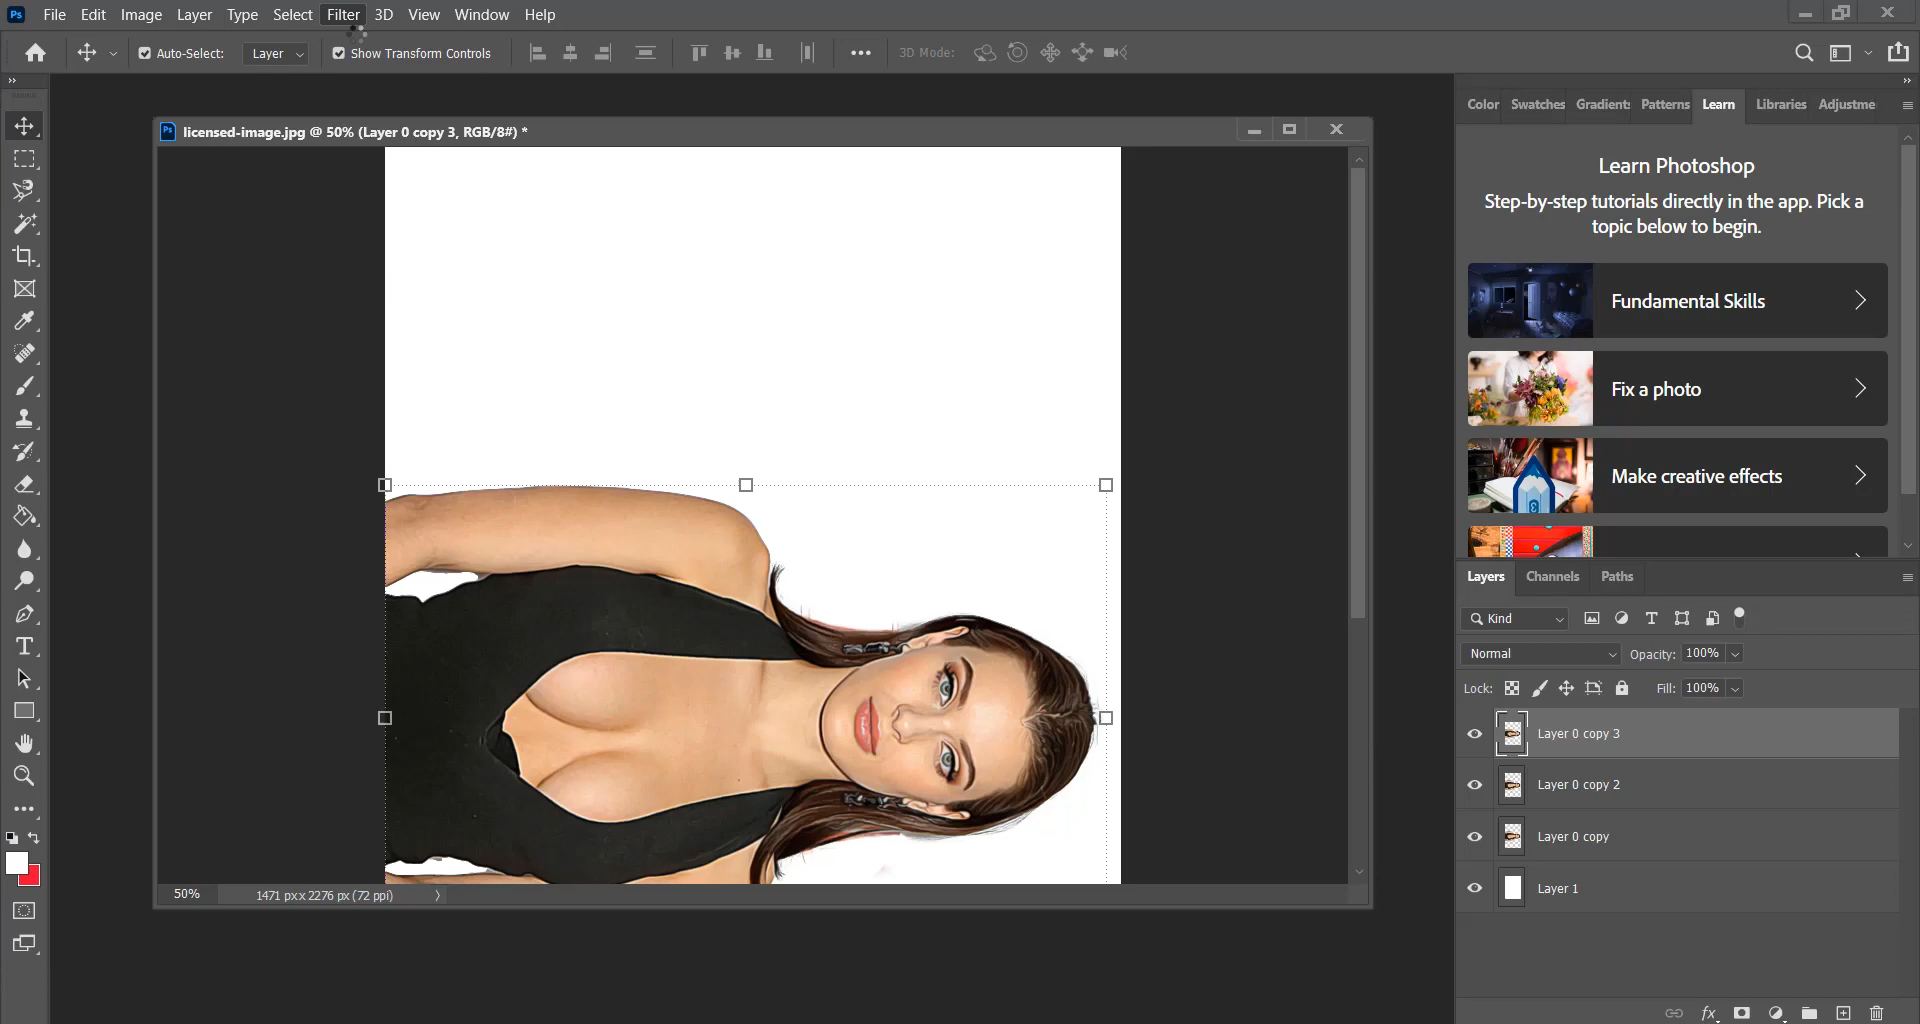 Ps File Edit Image Layer Type Select Filter 3D View Window Help
Auto-Select: Layer Show Transform Controls 3D Mode:
Color Swatches Gradients Patterns Learn Libraries Adjustme
Ps licensed-image.jpg @ 50% (Layer 0 copy 3, RGB/8#) *
Learn Photoshop
Step-by-step tutorials directly in the app. Pick a
topic below to begin.
Fundamental Skills
Fix a photo
Make creative effects
Layers Channels Paths
Kind
Normal Opacity: 100%
Lock: Fill: 100%
Layer 0 copy 3
Layer 0 copy 2
Layer 0 copy
Layer 1
50% 1471 px x 2276 px (72 ppi)
fx